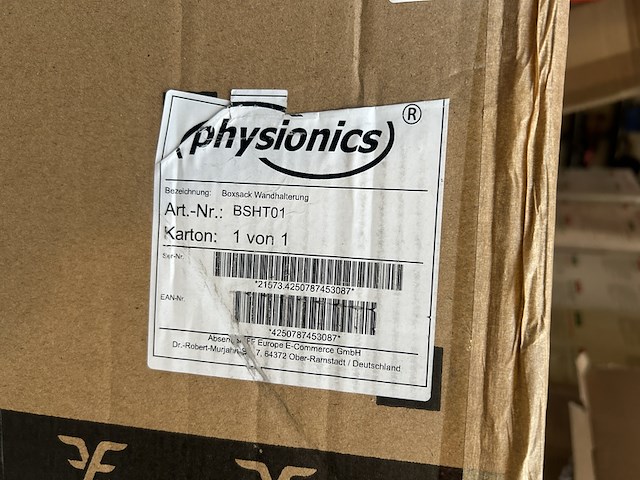 physionics®
Bezeichnung: Boxsack Wandhalterung
Art.-Nr.: BSHT01
Karton: 1 von 1
Ser-Nr.
*21573.4250787453087*
EAN-Nr.
*4250787453087*
Europe E-Commerce GmbH
Dr.-Robert-Murjahn 7, 64372 Ober-Ramstadt / Deutschland